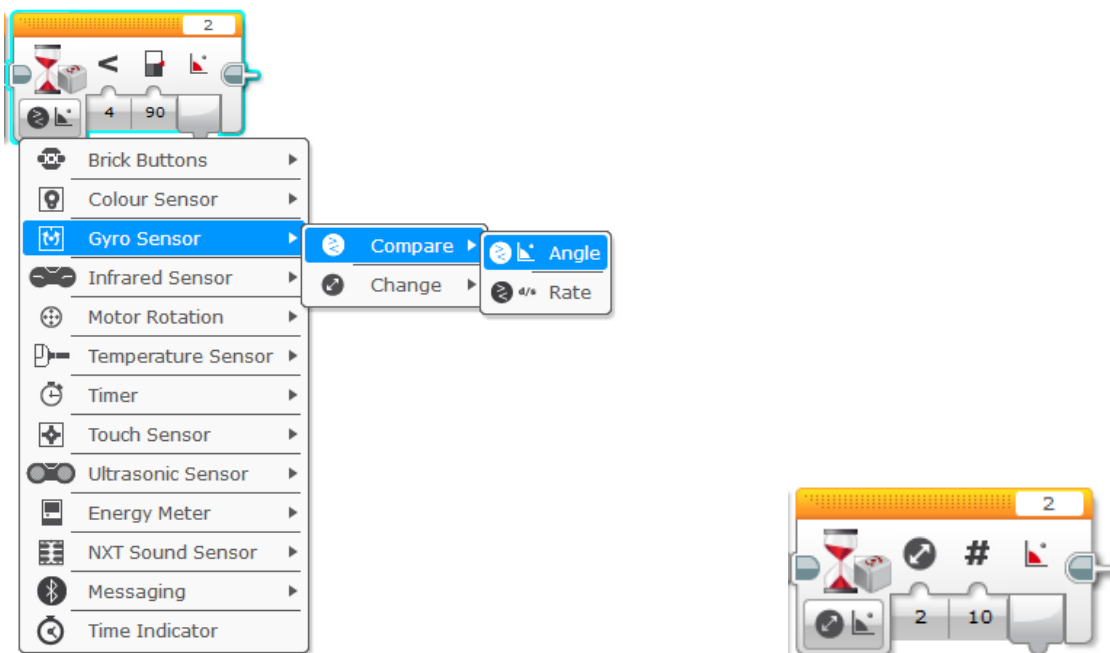 2
<
4 90
Brick Buttons
Colour Sensor
Gyro Sensor
Compare
Angle
Change
Rate
d/s
Infrared Sensor
Motor Rotation
Temperature Sensor
Timer
Touch Sensor
Ultrasonic Sensor
Energy Meter
NXT Sound Sensor
Messaging
Time Indicator
2
#
2 10